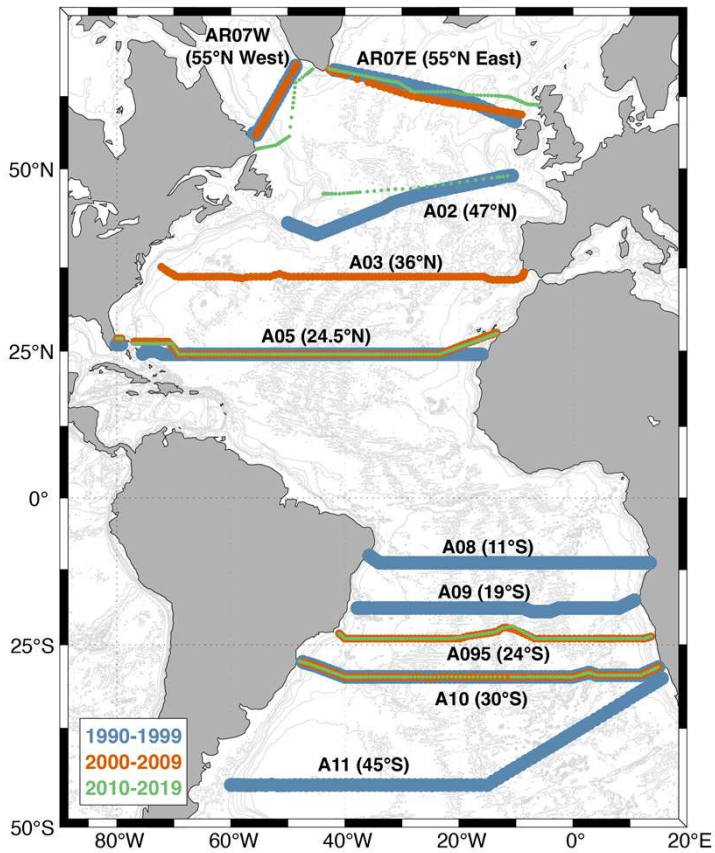 AR07W
(55°N West)
AR07E (55°N East)
50°N
A02 (47°N)
A03 (36°N)
A05 (24.5°N)
25°N
0°
A08 (11°S)
A09 (19°S)
25°S
A095 (24°S)
A10 (30°S)
1990-1999
2000-2009
2010-2019
A11 (45°S)
50°S
80°W 60°W 40°W 20°W 0° 20°E